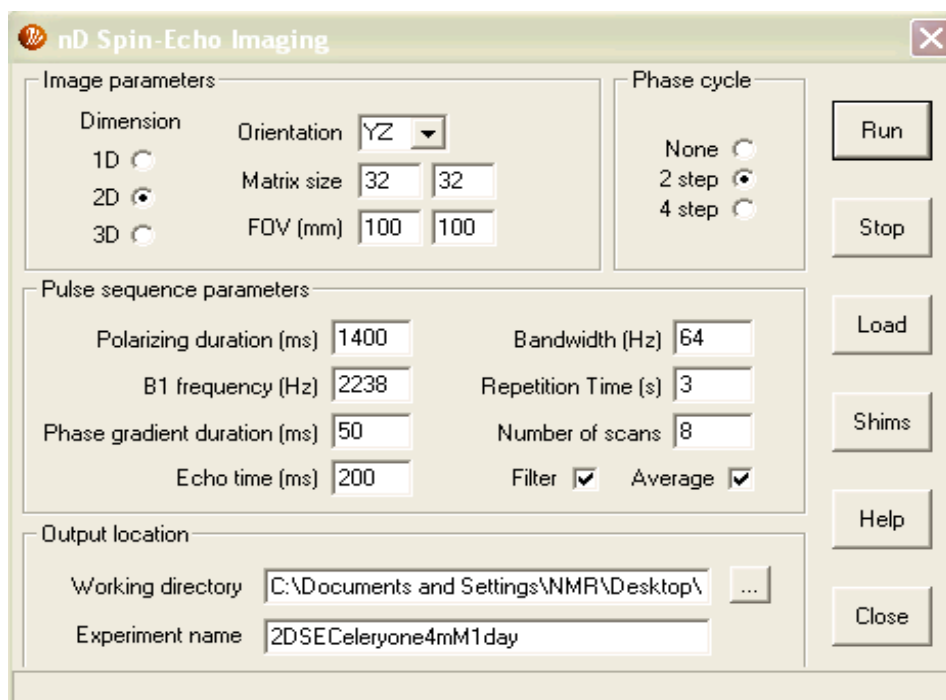 nD Spin-Echo Imaging
Image parameters
Dimension
1D
2D
3D
Orientation YZ
Matrix size 32 32
FOV (mm) 100 100
Phase cycle
None
2 step
4 step
Pulse sequence parameters
Polarizing duration (ms) 1400
B1 frequency (Hz) 2238
Phase gradient duration (ms) 50
Echo time (ms) 200
Bandwidth (Hz) 64
Repetition Time (s) 3
Number of scans 8
Filter Average
Output location
Working directory C:\Documents and Settings\NMR\Desktop\ ...
Experiment name 2DSECeleryone4mM1day
Run
Stop
Load
Shims
Help
Close